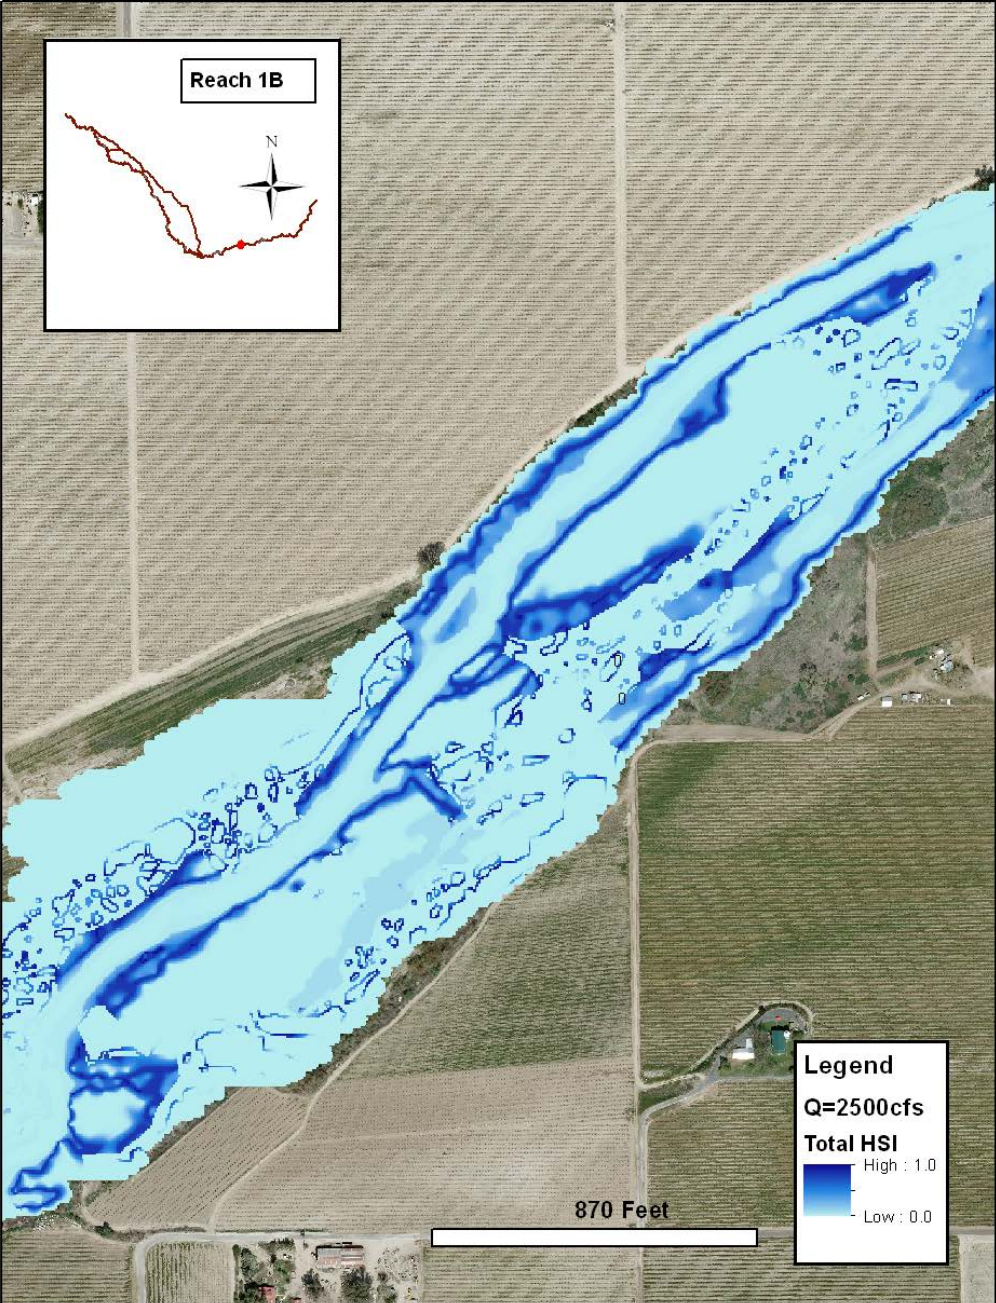 Reach 1B
N
Legend
Q=2500cfs
Total HSI
High : 1.0
Low : 0.0
870 Feet